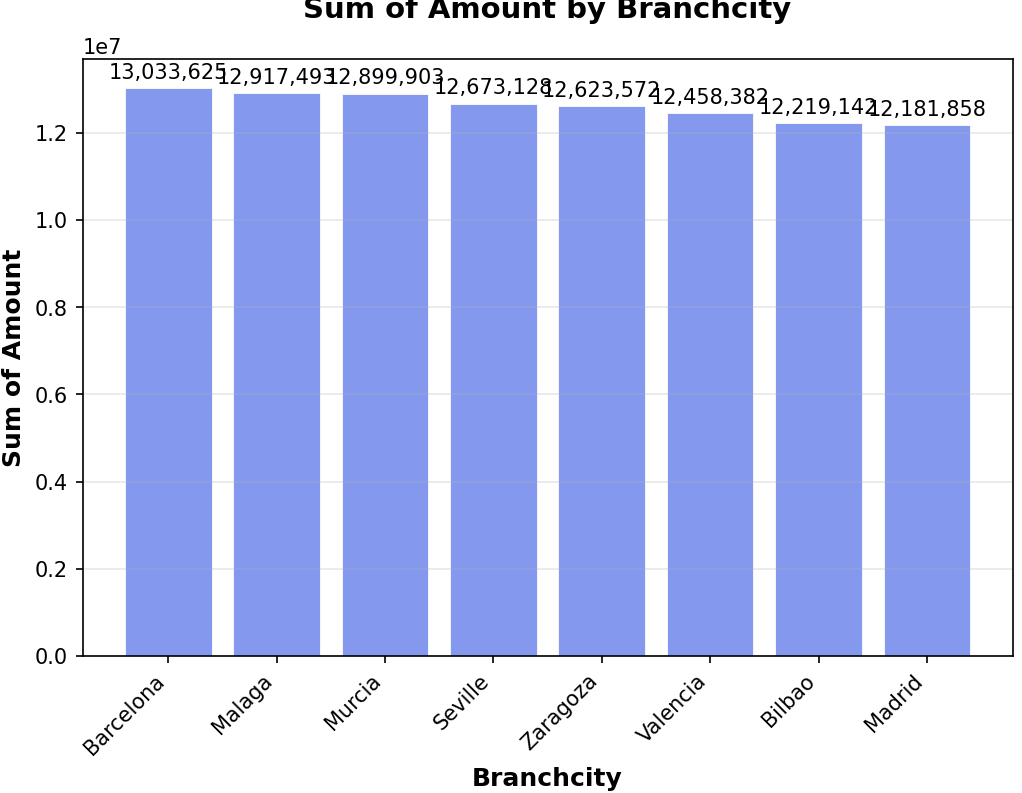 Sum of Amount by Branchcity
1e7
13,033,625
12,917,493
12,899,903
12,673,128
12,623,572
12,458,382
12,219,142
12,181,858
1.2
1.0
0.8
0.6
0.4
0.2
0.0
Sum of Amount
Barcelona
Malaga
Murcia
Seville
Zaragoza
Valencia
Bilbao
Madrid
Branchcity